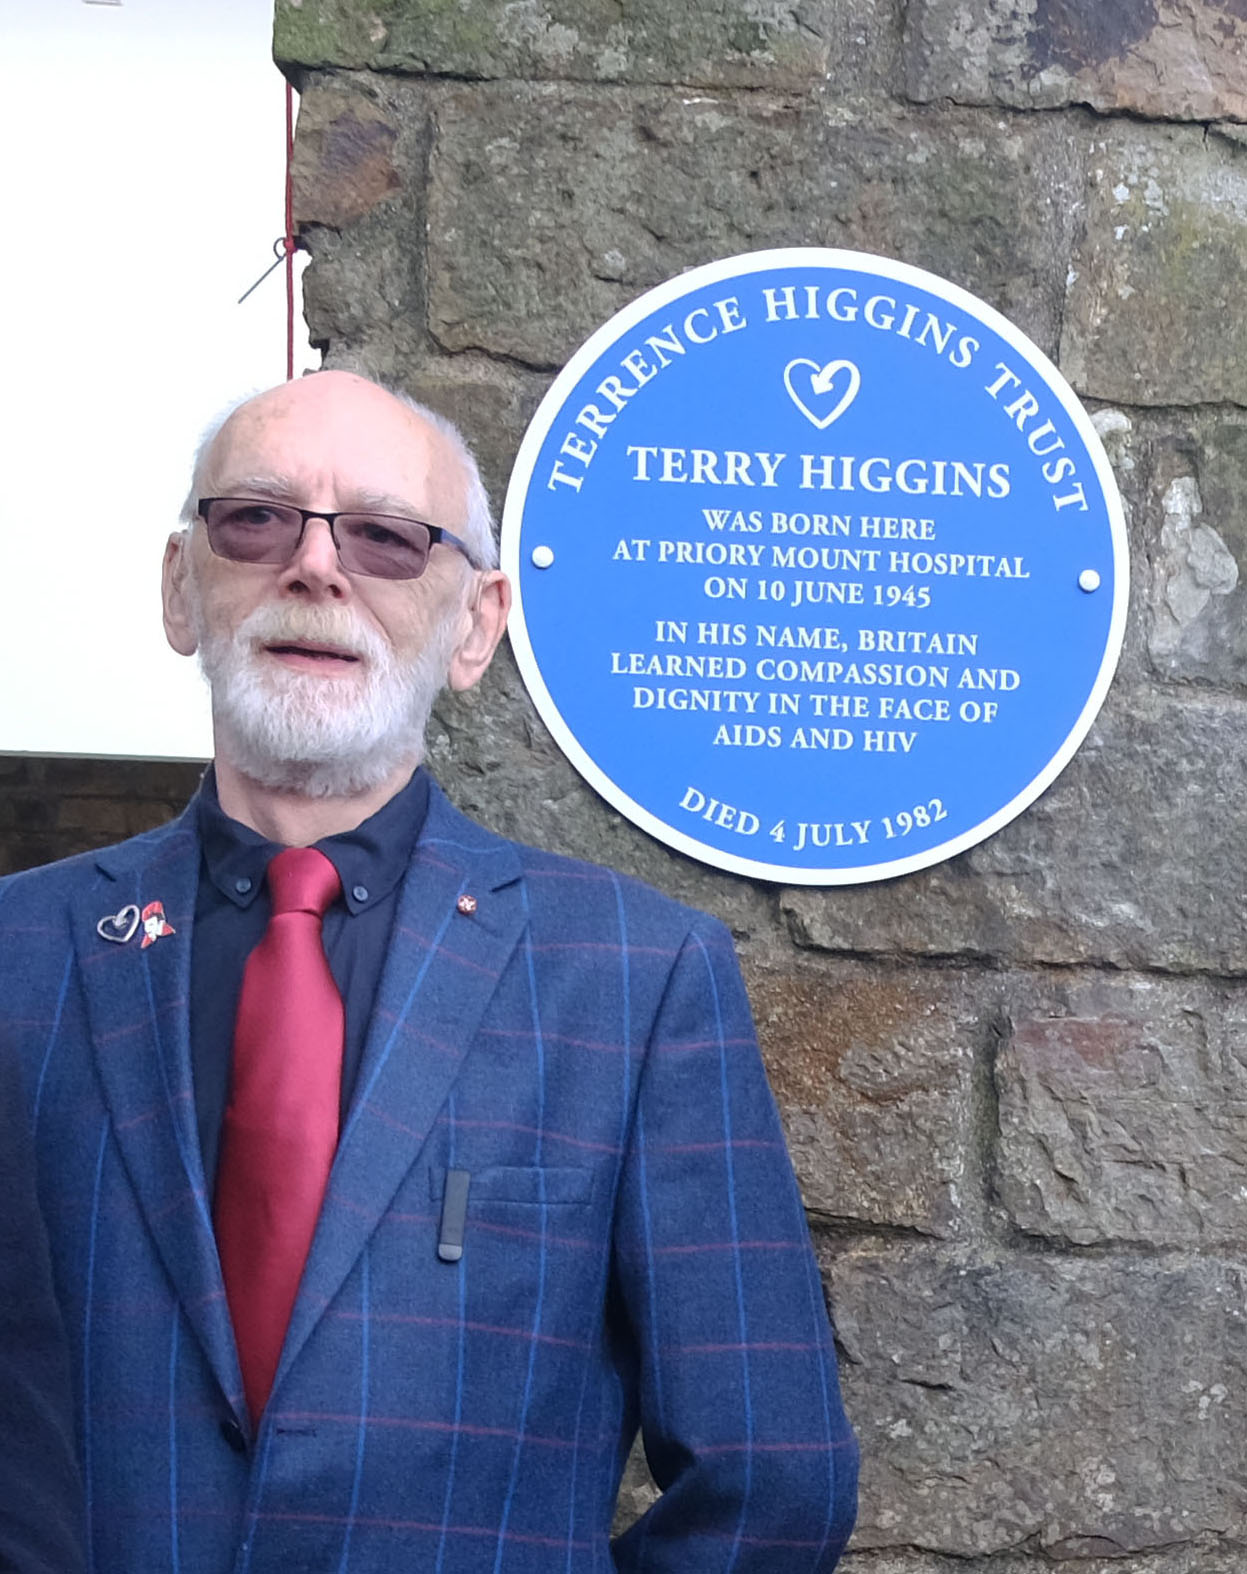 TERRENCE HIGGINS TRUST
TERRY HIGGINS
WAS BORN HERE
AT PRIORY MOUNT HOSPITAL
ON 10 JUNE 1945
IN HIS NAME, BRITAIN
LEARNED COMPASSION AND
DIGNITY IN THE FACE OF
AIDS AND HIV
DIED 4 JULY 1982